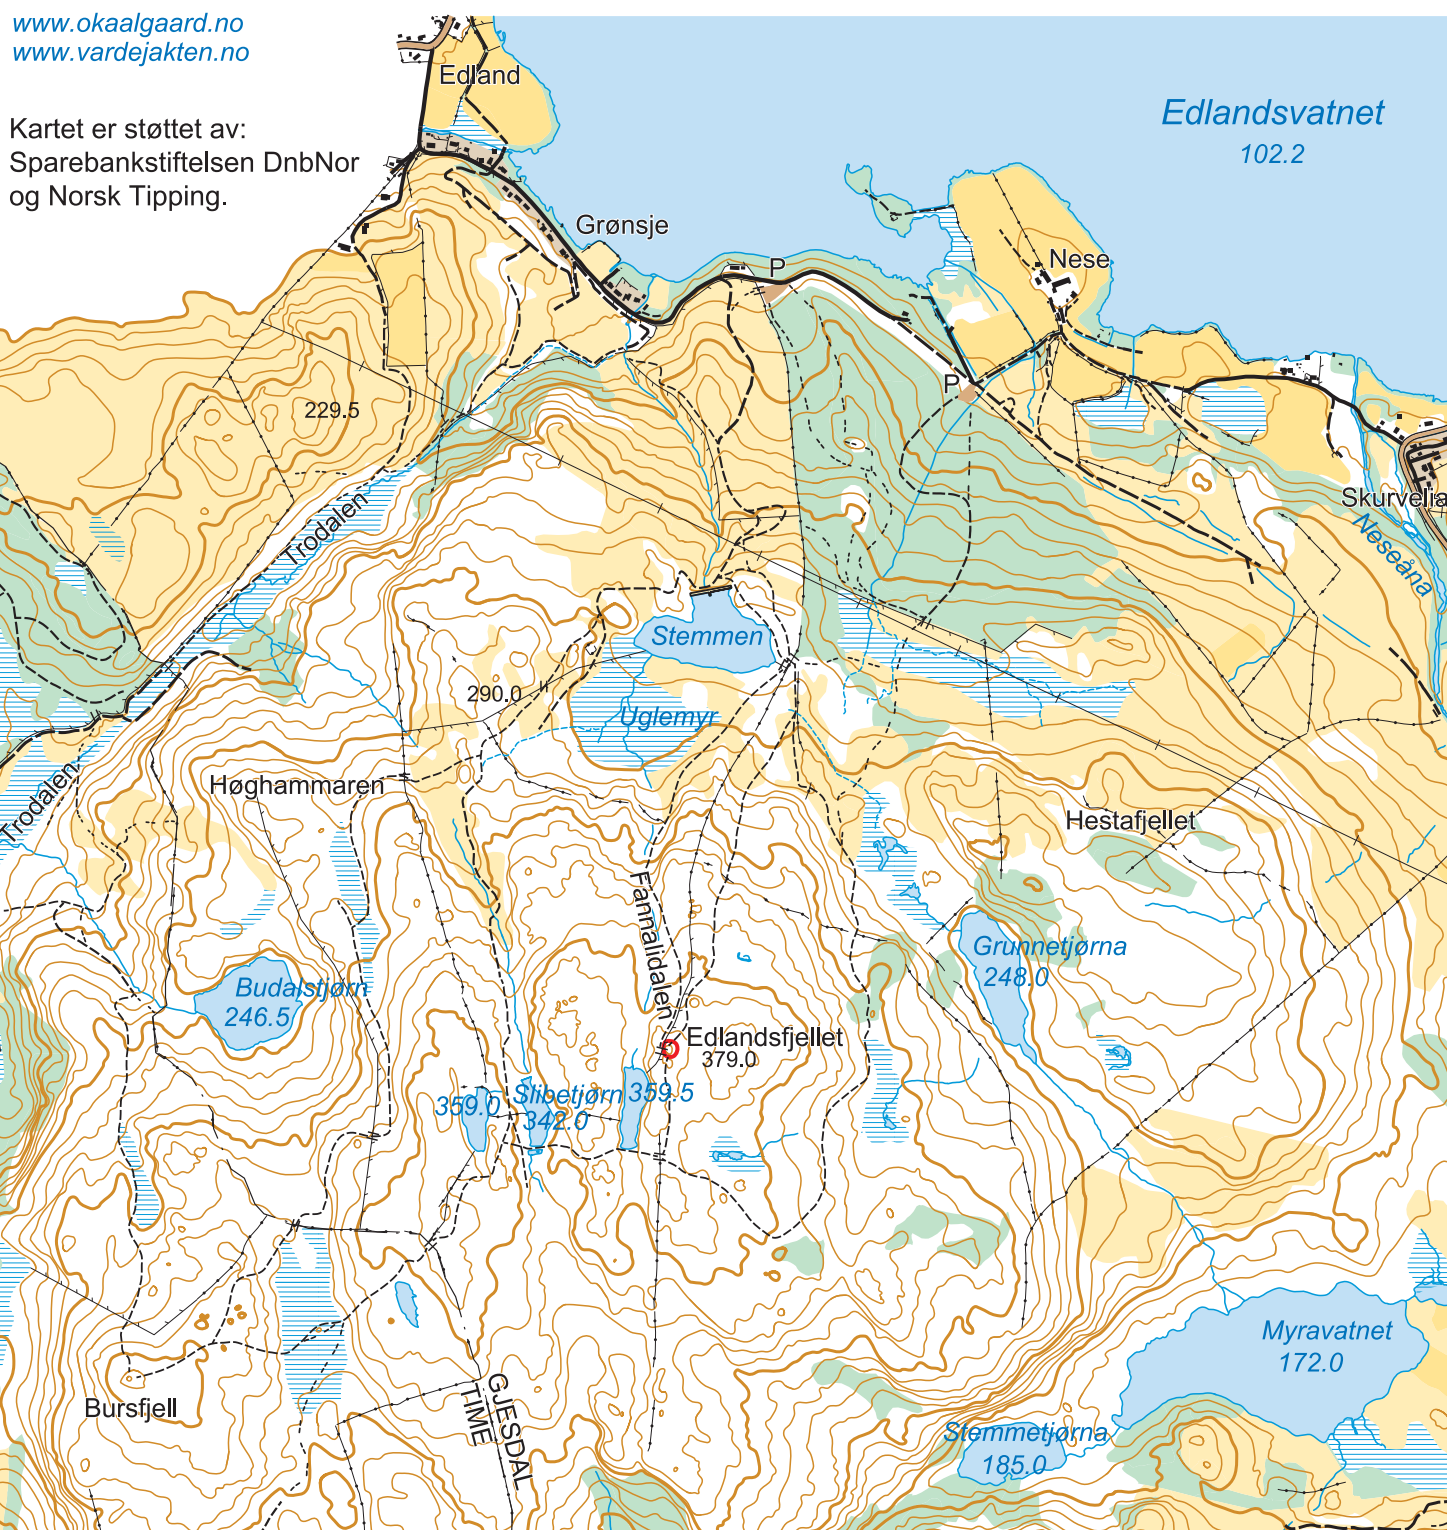 www.okaalgaard.no
www.vardejakten.no
Edland
Kartet er støttet av:
Sparebankstiftelsen DnbNor
og Norsk Tipping.
Edlandsvatnet
102.2
Grønsje
P
Nese
P
229.5
Skurvelia
Neseåna
Trodalen
Stemmen
290.0
Uglemyr
Trodalen
Høghammaren
Hestafjellet
Fannalidalen
Grunnetjørna
248.0
Budalstjørn
246.5
Edlandsfjellet
379.0
359.0
Slibetjørn
342.0
359.5
Myravatnet
172.0
GJESDAL
TIME
Bursfjell
Stemmetjørna
185.0